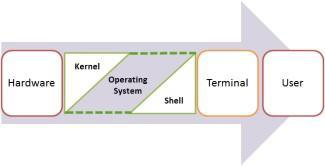 Hardware
Kernel
Operating
System
Shell
Terminal
User